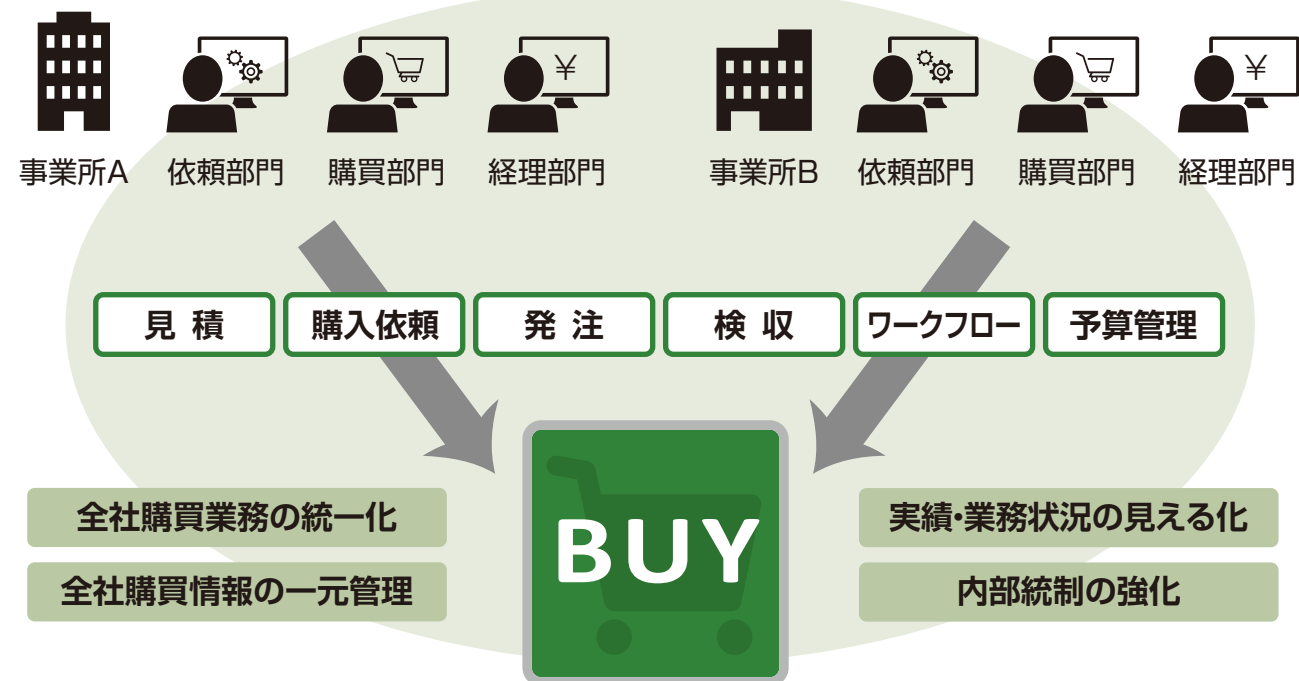 ¥
¥
事業所A 依頼部門 購買部門 経理部門 事業所B 依頼部門 購買部門 経理部門
見積 購入依頼 発注 検収 ワークフロー 予算管理
全社購買業務の統一化
全社購買情報の一元管理
BUY
実績・業務状況の見える化
内部統制の強化